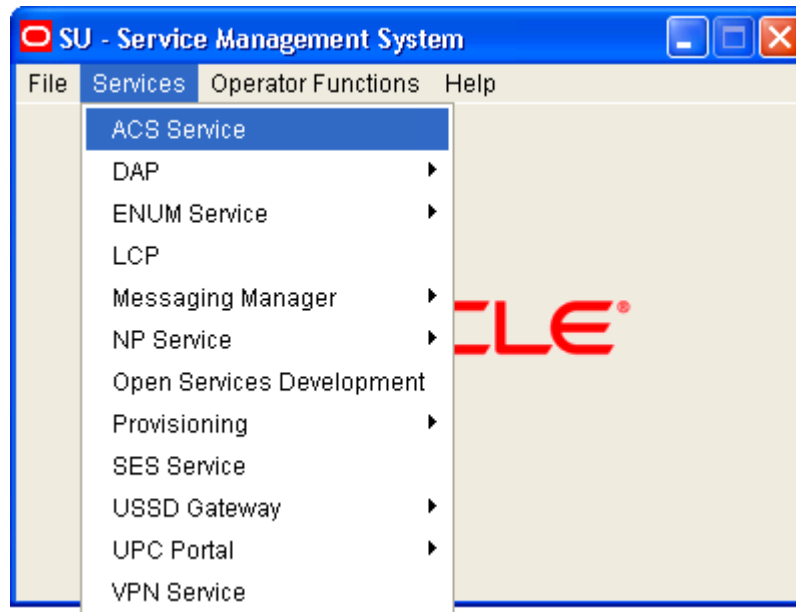 SU - Service Management System
File Services Operator Functions Help
ACS Service
DAP
ENUM Service
LCP
Messaging Manager
NP Service
CLE®
Open Services Development
Provisioning
SES Service
USSD Gateway
UPC Portal
VPN Service